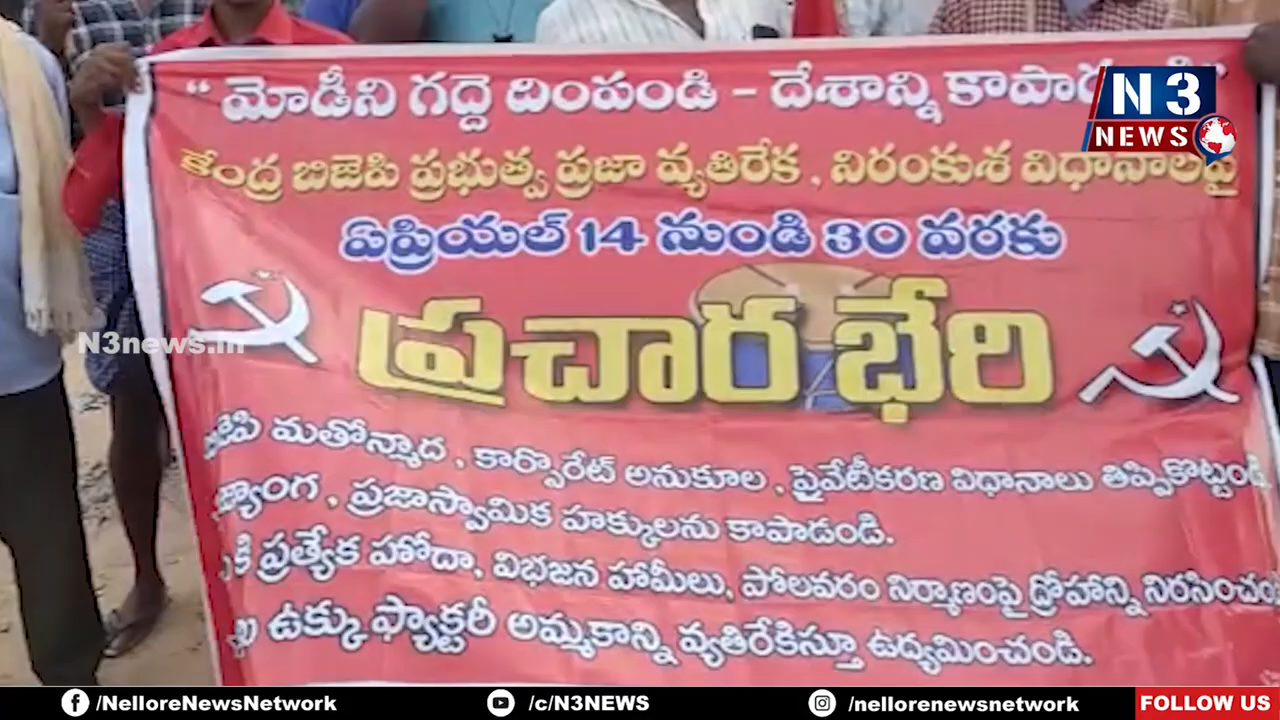 “ మోడీని గద్దె దింపండి - దేశాన్ని
N3
NEWS
కేంద్ర బిజెపి ప్రభుత్వ ప్రజా వ్యతిరేక , నిరంకుశ విధానాలపై
ఏప్రియల్ 14 నుండి 30 వరకు
ప్రచార భేరి
N3news.in
మతోన్మాద , కార్పొరేట్ అనుకూల , ప్రైవేటీకరణ విధానాలు తిప్పికొట్టండి
ప్రజాస్వామిక హక్కులను కాపాడండి.
కి ప్రత్యేక హోదా, విభజన హామీలు, పోలవరం నిర్మాణంపై ద్రోహాన్ని
ఉక్కు ఫ్యాక్టరీ అమ్మకాన్ని వ్యతిరేకిస్తూ ఉద్యమించండి.
/NelloreNewsNetwork
/c/N3NEWS
/nellorenewsnetwork
FOLLOW US